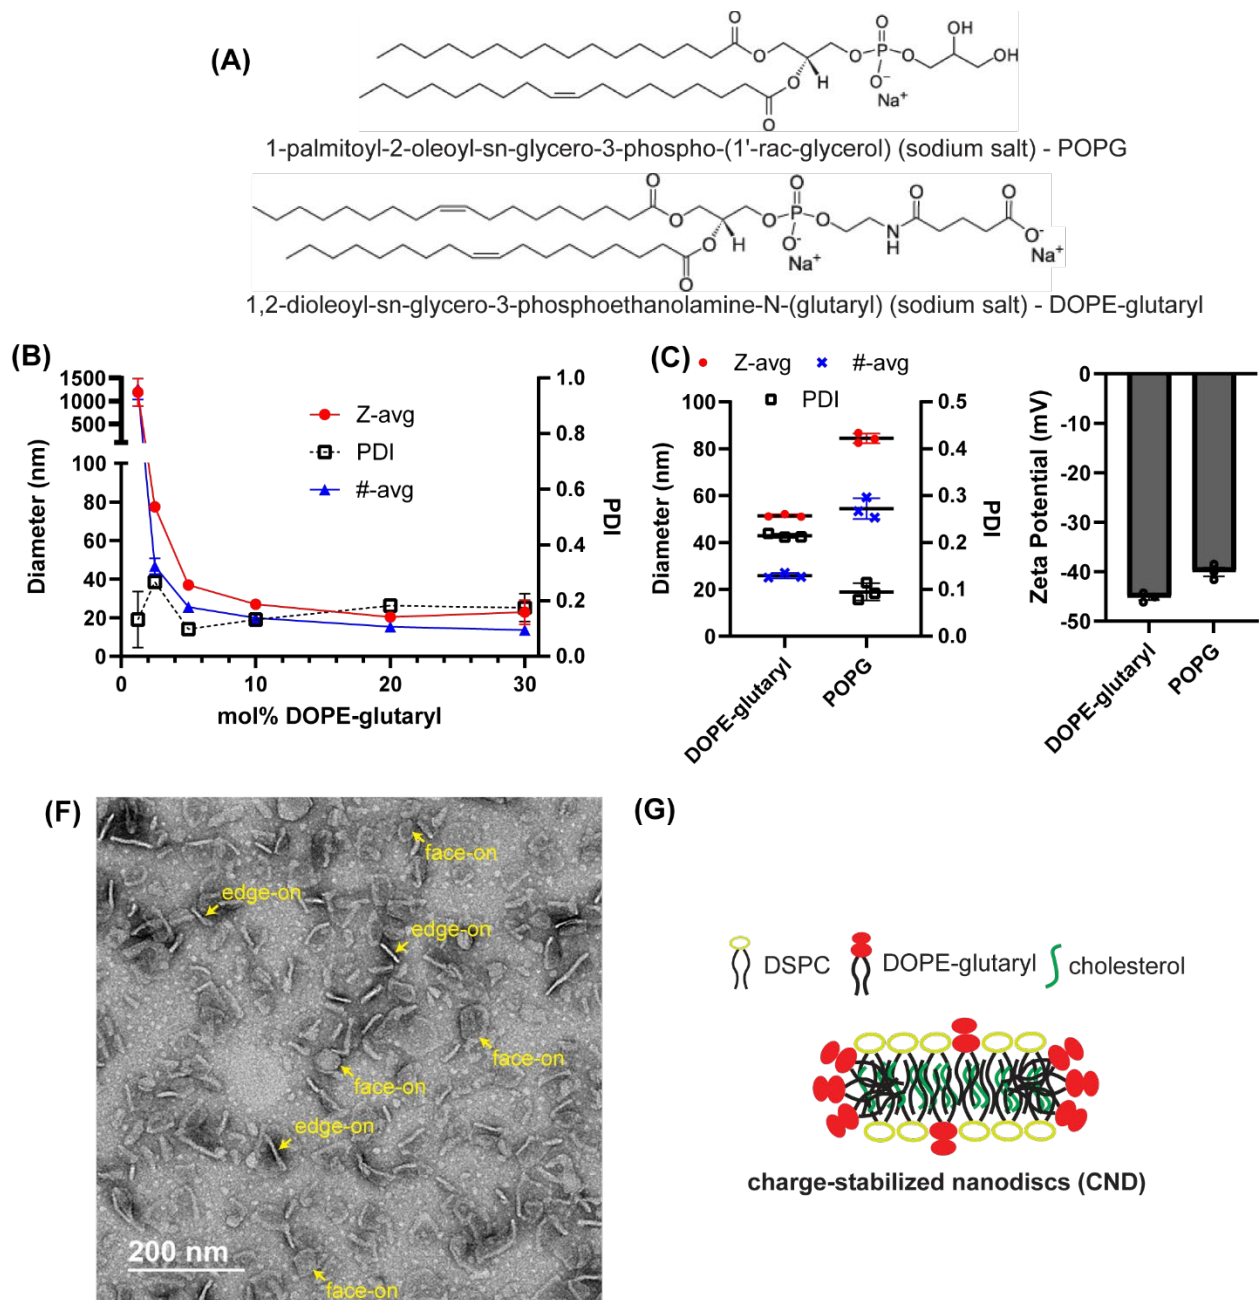 (A)
O
O
O
P
O
O
OH
OH
O
O⁻
Na⁺
H
O
1-palmitoyl-2-oleoyl-sn-glycero-3-phospho-(1'-rac-glycerol) (sodium salt) - POPG
O
O
O
P
O
O
N
H
O
O
O⁻
Na⁺
O
O⁻
Na⁺
H
O
1,2-dioleoyl-sn-glycero-3-phosphoethanolamine-N-(glutaryl) (sodium salt) - DOPE-glutaryl
(B)
1500
1000
500
100
80
60
40
20
0
Diameter (nm)
Z-avg
PDI
#-avg
1.0
0.8
0.6
0.4
0.2
0.0
PDI
0
10
20
30
mol% DOPE-glutaryl
(C)
Z-avg
#-avg
PDI
100
80
60
40
20
0
Diameter (nm)
0.5
0.4
0.3
0.2
0.1
0.0
PDI
DOPE-glutaryl
POPG
0
-10
-20
-30
-40
-50
Zeta Potential (mV)
DOPE-glutaryl
POPG
(F)
face-on
edge-on
edge-on
face-on
face-on
edge-on
200 nm
face-on
(G)
DSPC
DOPE-glutaryl
cholesterol
charge-stabilized nanodiscs (CND)